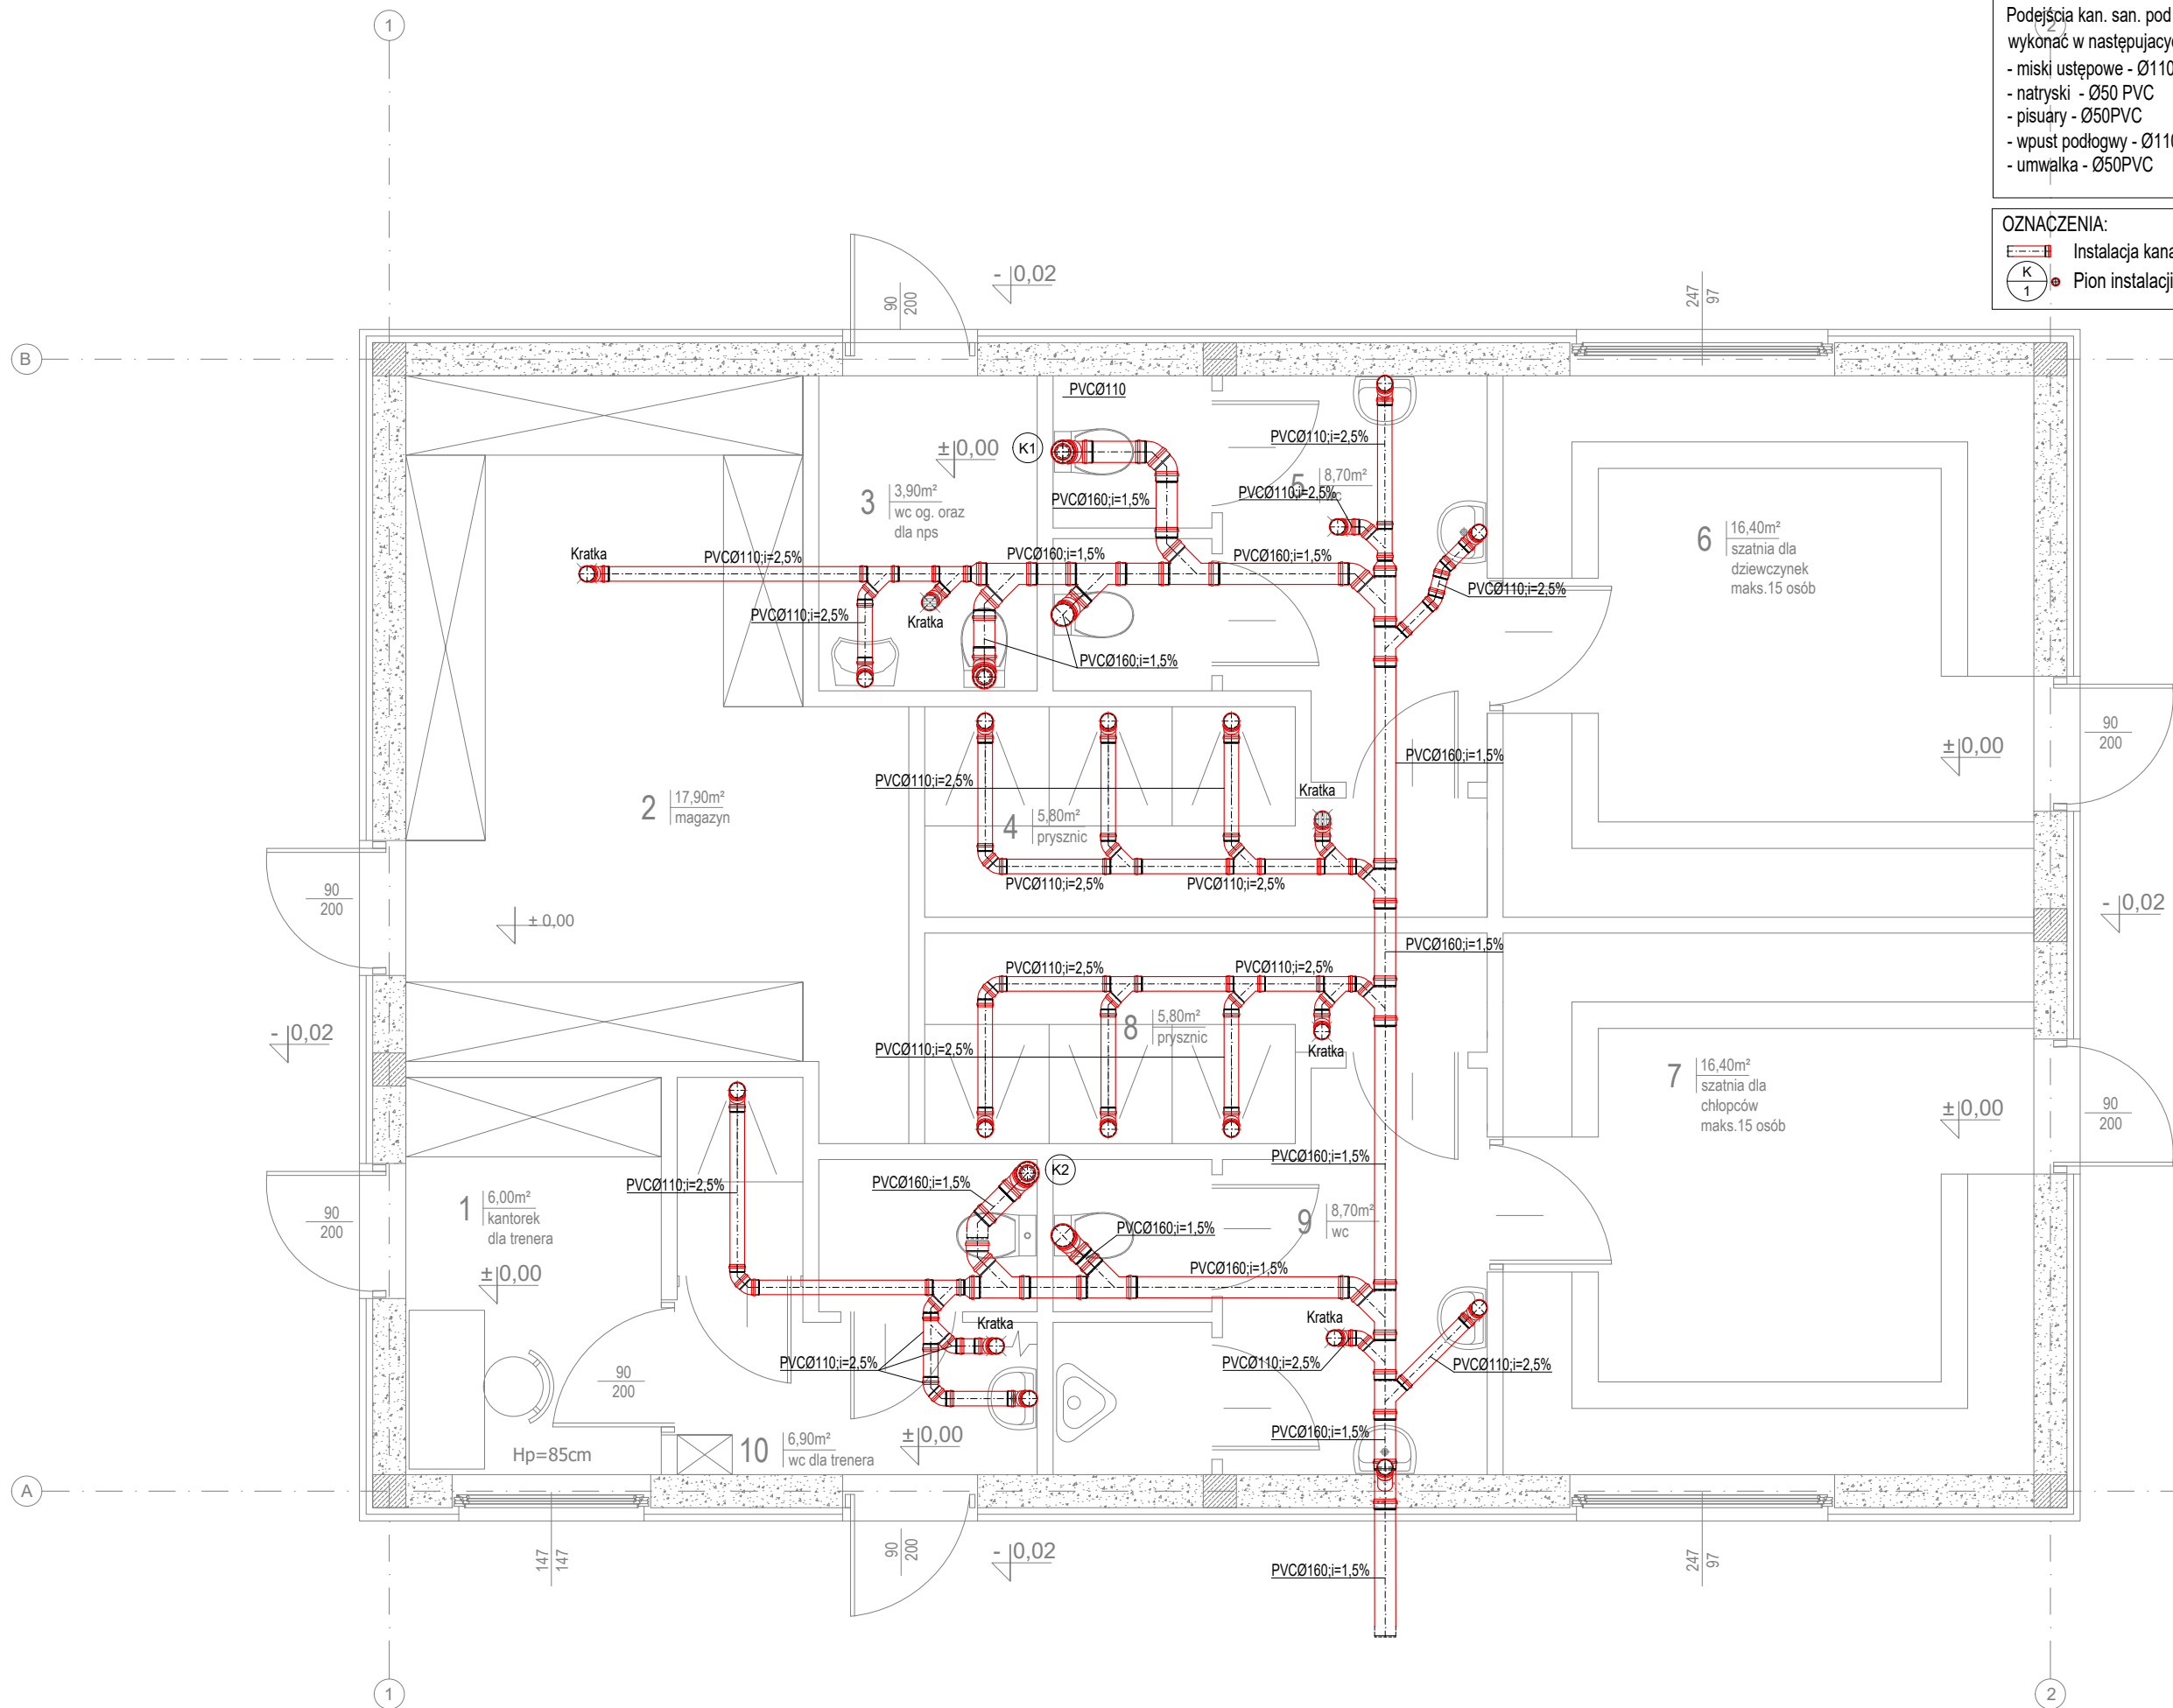 1
2
Podejścia kan. san. pod
wykonać w następujacyc
- miski ustępowe - Ø110
- natryski - Ø50 PVC
- pisuary - Ø50PVC
- wpust podłogwy - Ø110
- umwalka - Ø50PVC
OZNACZENIA:
Instalacja kana
K
1
Pion instalacji
- 0,02
90
200
247
97
B
PVCØ110
K1
±0,00
PVCØ110;i=2,5%
3
3,90m²
wc og. oraz
dla nps
PVCØ160;i=1,5%
5
8,70m²
PVCØ110;i=2,5%
6
16,40m²
szatnia dla
dziewczynek
maks.15 osób
Kratka
PVCØ110;i=2,5%
PVCØ160;i=1,5%
PVCØ160;i=1,5%
PVCØ110;i=2,5%
PVCØ110;i=2,5%
Kratka
PVCØ160;i=1,5%
90
200
±0,00
PVCØ160;i=1,5%
PVCØ110;i=2,5%
Kratka
2
17,90m²
magazyn
4
5,80m²
prysznic
PVCØ110;i=2,5%
PVCØ110;i=2,5%
90
200
- 0,02
± 0,00
PVCØ160;i=1,5%
PVCØ110;i=2,5%
PVCØ110;i=2,5%
- 0,02
8
5,80m²
prysznic
PVCØ110;i=2,5%
Kratka
7
16,40m²
szatnia dla
chłopców
maks.15 osób
±0,00
90
200
PVCØ160;i=1,5%
K2
PVCØ110;i=2,5%
PVCØ160;i=1,5%
1
6,00m²
kantorek
dla trenera
90
200
PVCØ160;i=1,5%
9
8,70m²
wc
±0,00
PVCØ160;i=1,5%
Kratka
Kratka
PVCØ110;i=2,5%
PVCØ110;i=2,5%
PVCØ110;i=2,5%
90
200
±0,00
PVCØ160;i=1,5%
Hp=85cm
10
6,90m²
wc dla trenera
A
147
147
90
200
- 0,02
PVCØ160;i=1,5%
247
97
1
2